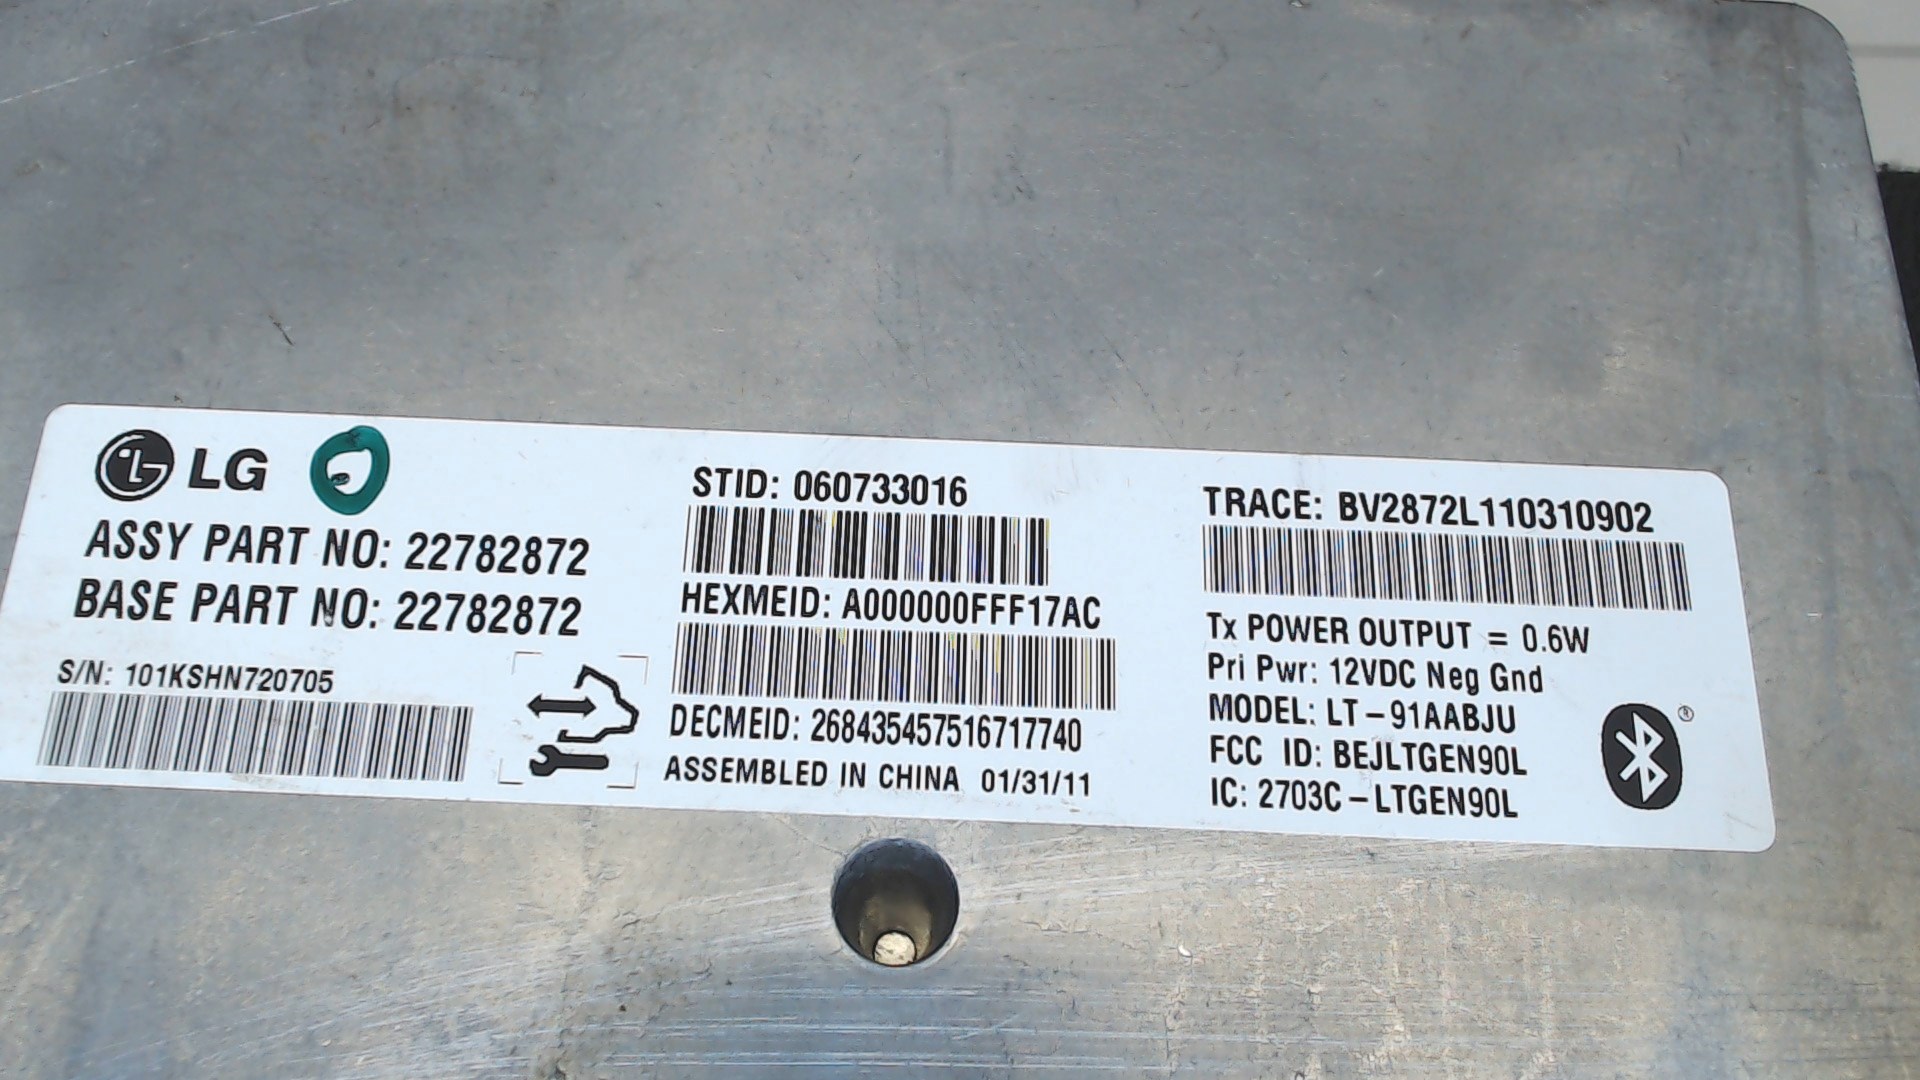 LG
ASSY PART NO: 22782872
BASE PART NO: 22782872
S/N: 101KSHN720705
STID: 060733016
HEXMEID: A000000FFF17AC
DECMEID: 268435457516717740
ASSEMBLED IN CHINA 01/31/11
TRACE: BV2872L110310902
Tx POWER OUTPUT = 0.6W
Pri Pwr: 12VDC Neg Gnd
MODEL: LT-91AABJU
FCC ID: BEJLTGEN90L
IC: 2703C-LTGEN90L
®